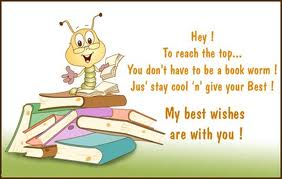 Hey !
To reach the top...
You don't have to be a book worm !
Jus' stay cool 'n' give your Best !
My best wishes
are with you !